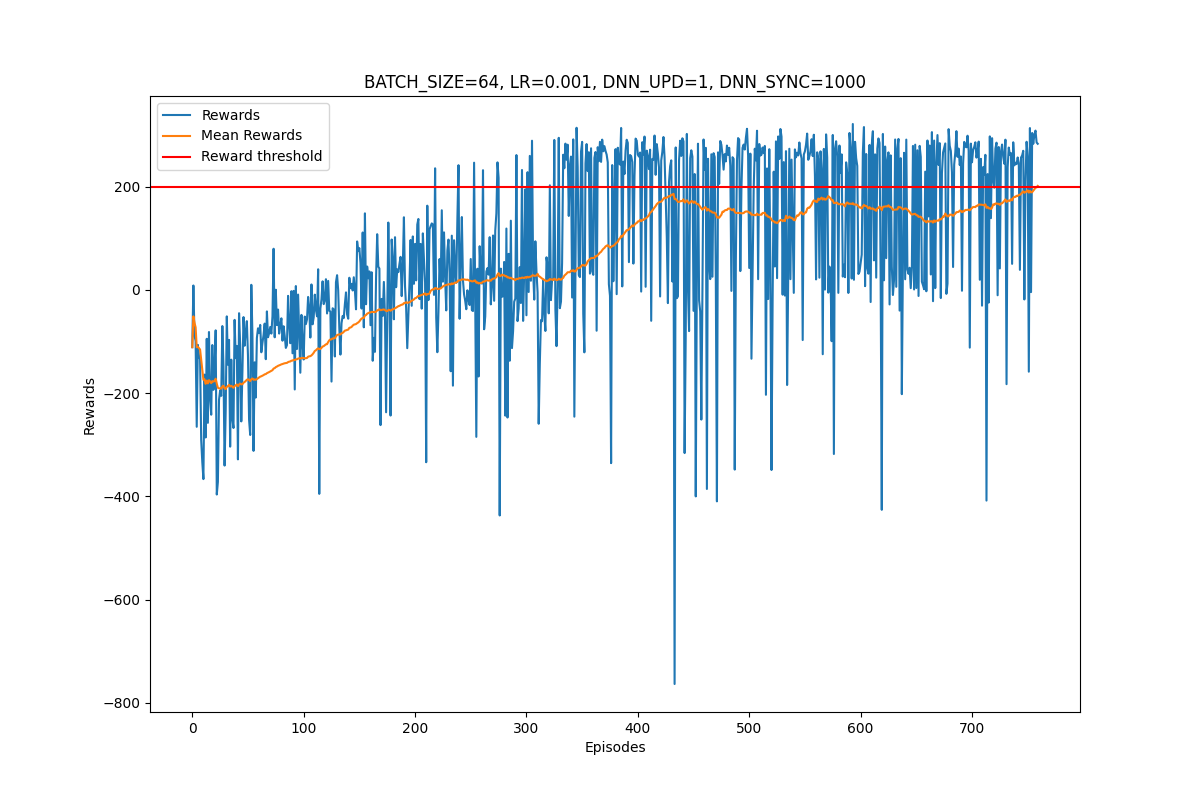 BATCH_SIZE=64, LR=0.001, DNN_UPD=1, DNN_SYNC=1000
Rewards
Mean Rewards
Reward threshold
200
0
−200
−400
−600
−800
Rewards
0 100 200 300 400 500 600 700
Episodes